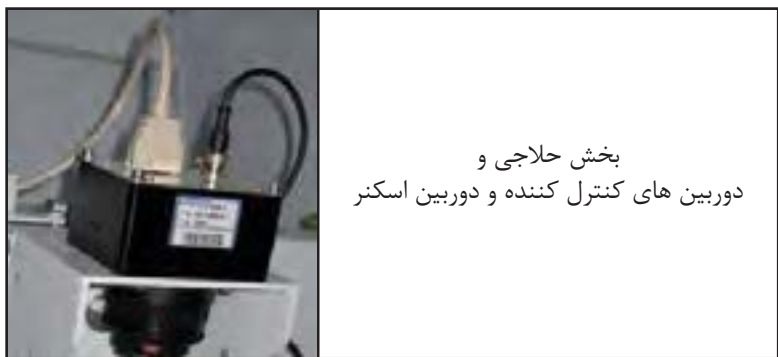 بخش حلاجی و
دوربین های کنترل کننده و دوربین اسکنر